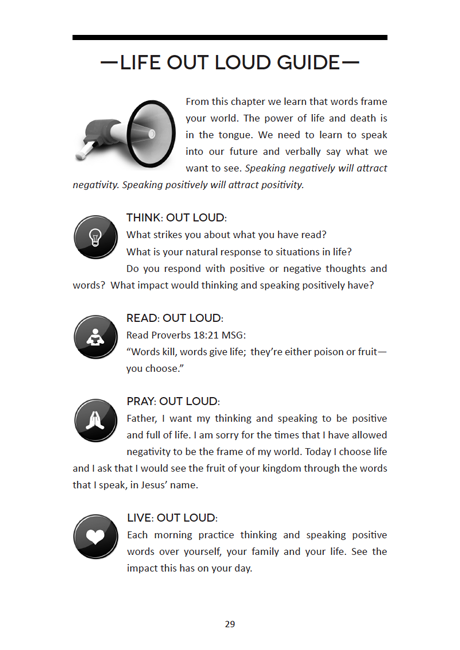 —LIFE OUT LOUD GUIDE—
From this chapter we learn that words frame
your world. The power of life and death is
in the tongue. We need to learn to speak
into our future and verbally say what we
want to see. Speaking negatively will attract
negativity. Speaking positively will attract positivity.
THINK: OUT LOUD:
What strikes you about what you have read?
What is your natural response to situations in life?
Do you respond with positive or negative thoughts and
words? What impact would thinking and speaking positively have?
READ: OUT LOUD:
Read Proverbs 18:21 MSG:
“Words kill, words give life; they’re either poison or fruit—
you choose.”
PRAY: OUT LOUD:
Father, I want my thinking and speaking to be positive
and full of life. I am sorry for the times that I have allowed
negativity to be the frame of my world. Today I choose life
and I ask that I would see the fruit of your kingdom through the words
that I speak, in Jesus’ name.
LIVE: OUT LOUD:
Each morning practice thinking and speaking positive
words over yourself, your family and your life. See the
impact this has on your day.
29